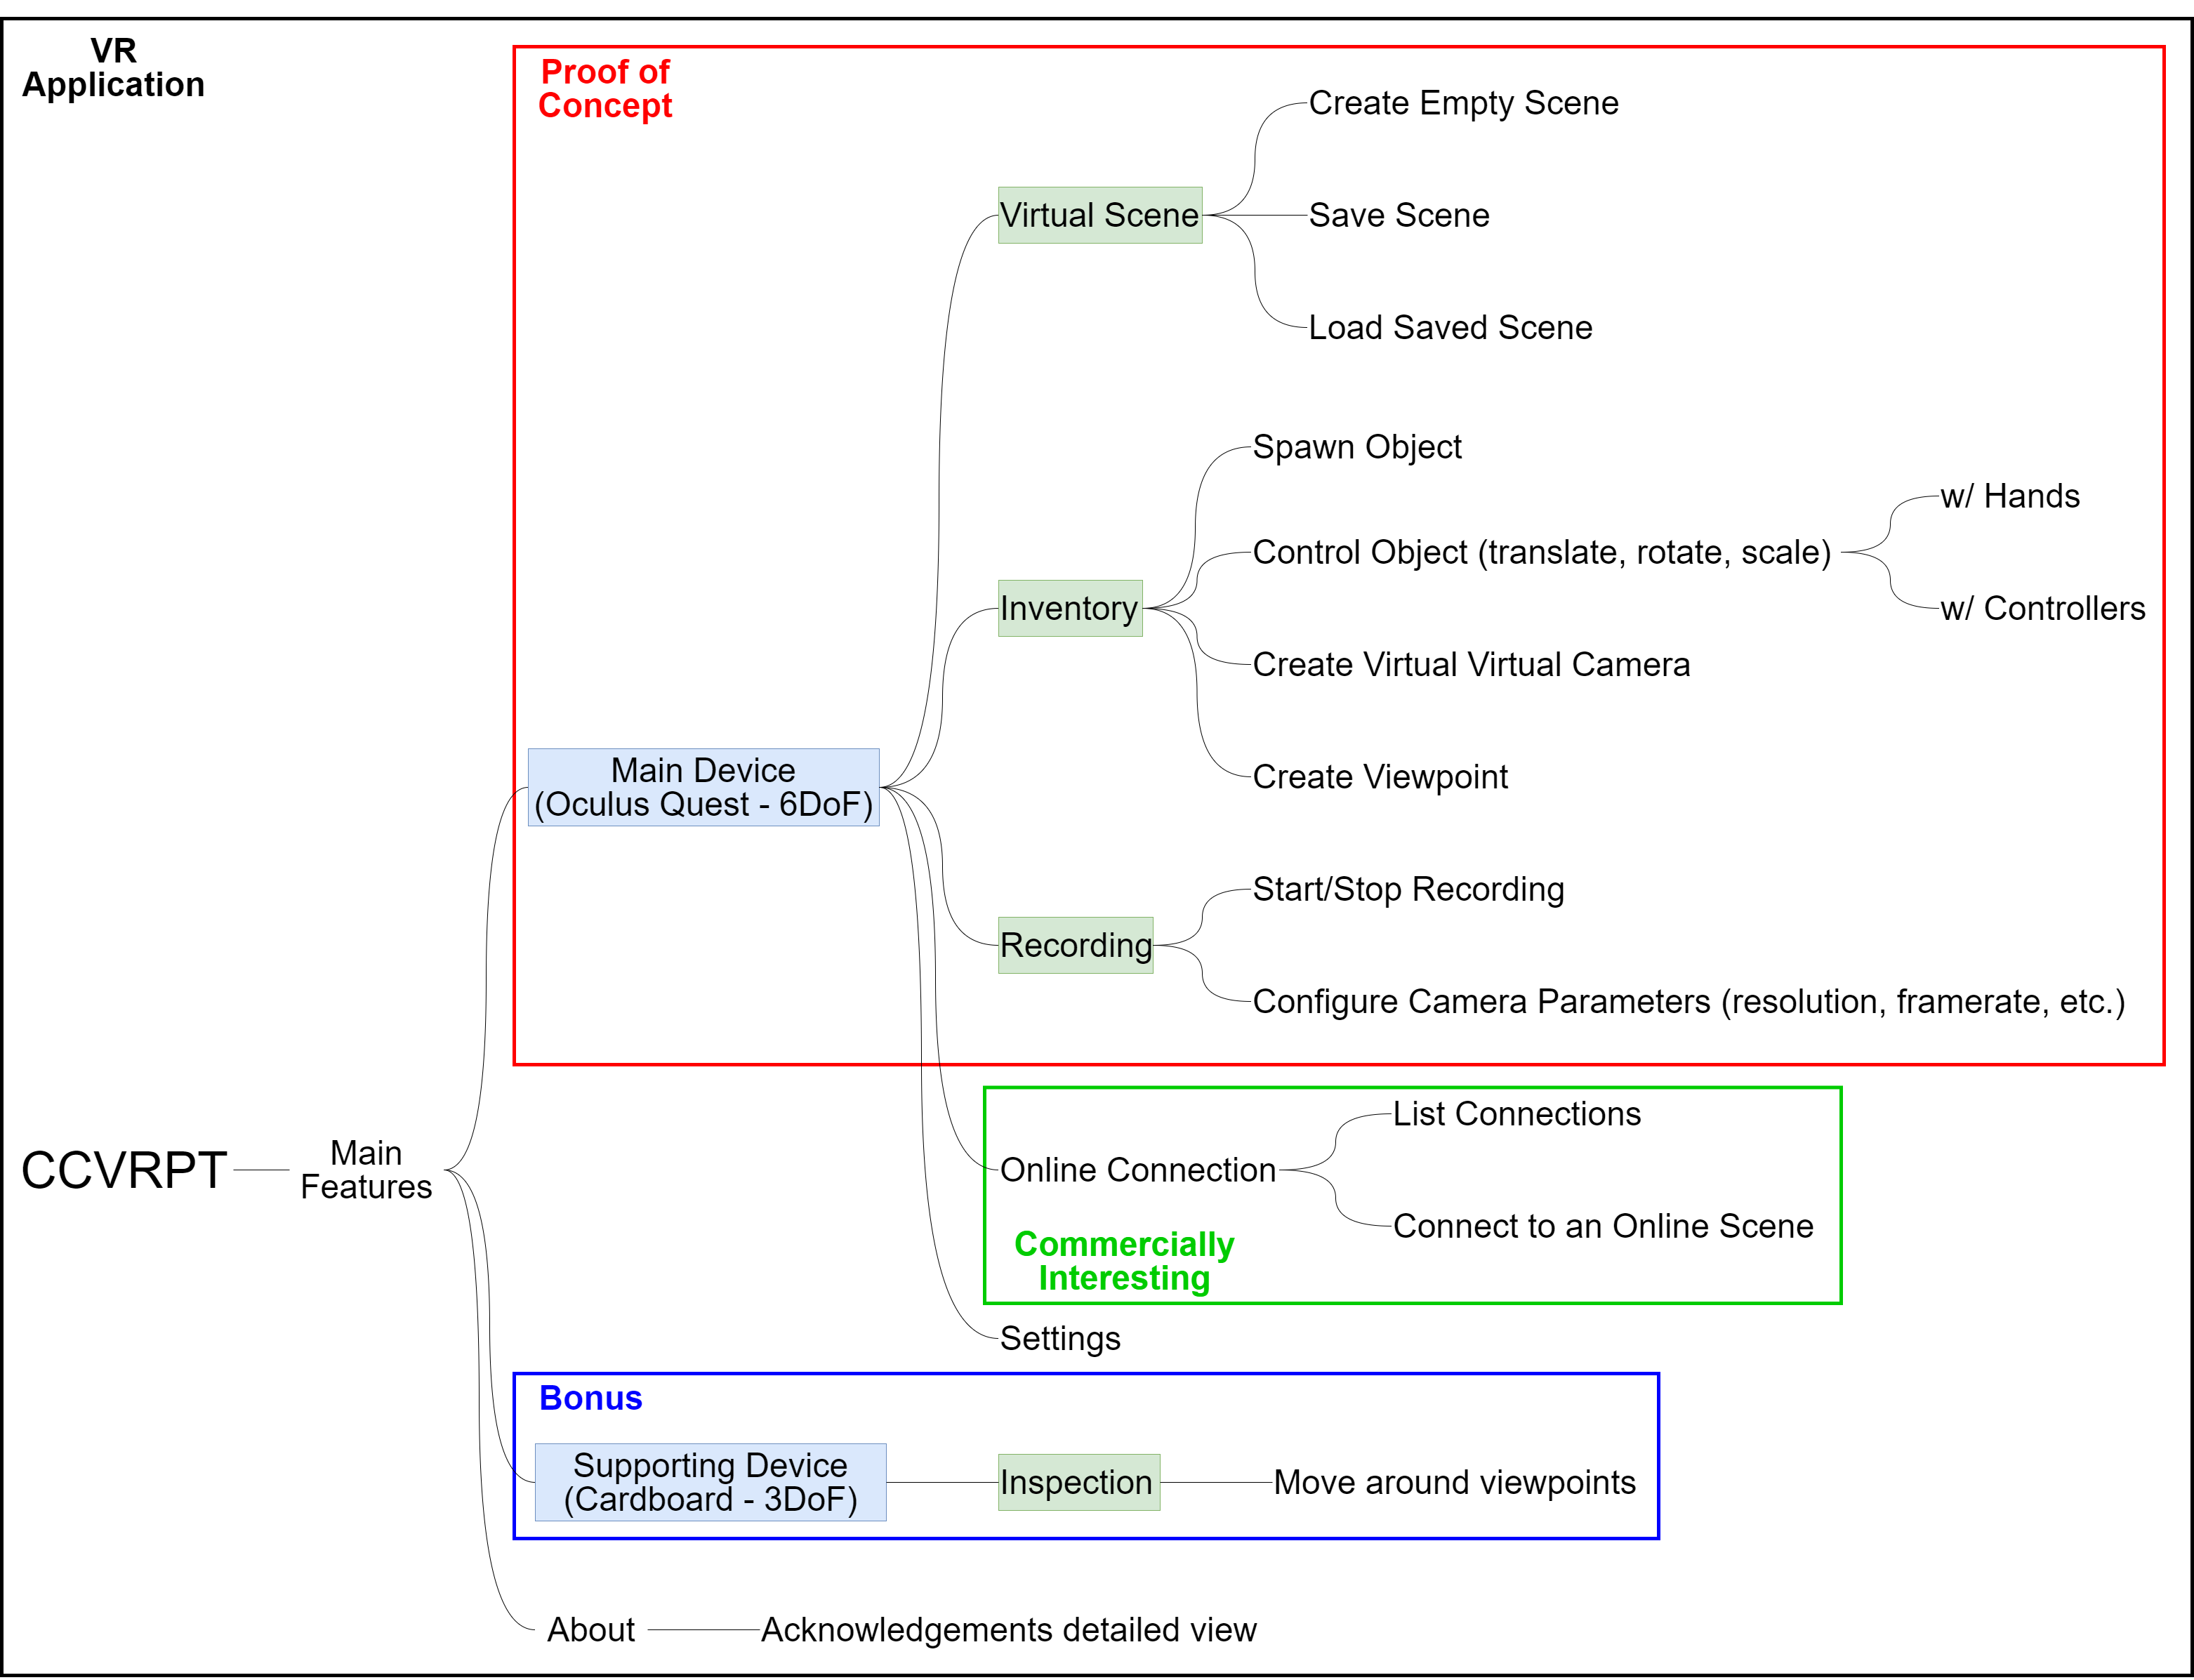 VR
Application
Proof of
Concept
Create Empty Scene
Virtual Scene
Save Scene
Load Saved Scene
Spawn Object
w/ Hands
Control Object (translate, rotate, scale)
Inventory
w/ Controllers
Create Virtual Virtual Camera
Main Device
(Oculus Quest - 6DoF)
Create Viewpoint
Start/Stop Recording
Recording
Configure Camera Parameters (resolution, framerate, etc.)
List Connections
CCVRPT
Main
Features
Online Connection
Connect to an Online Scene
Commercially
Interesting
Settings
Bonus
Supporting Device
(Cardboard - 3DoF)
Inspection
Move around viewpoints
About
Acknowledgements detailed view